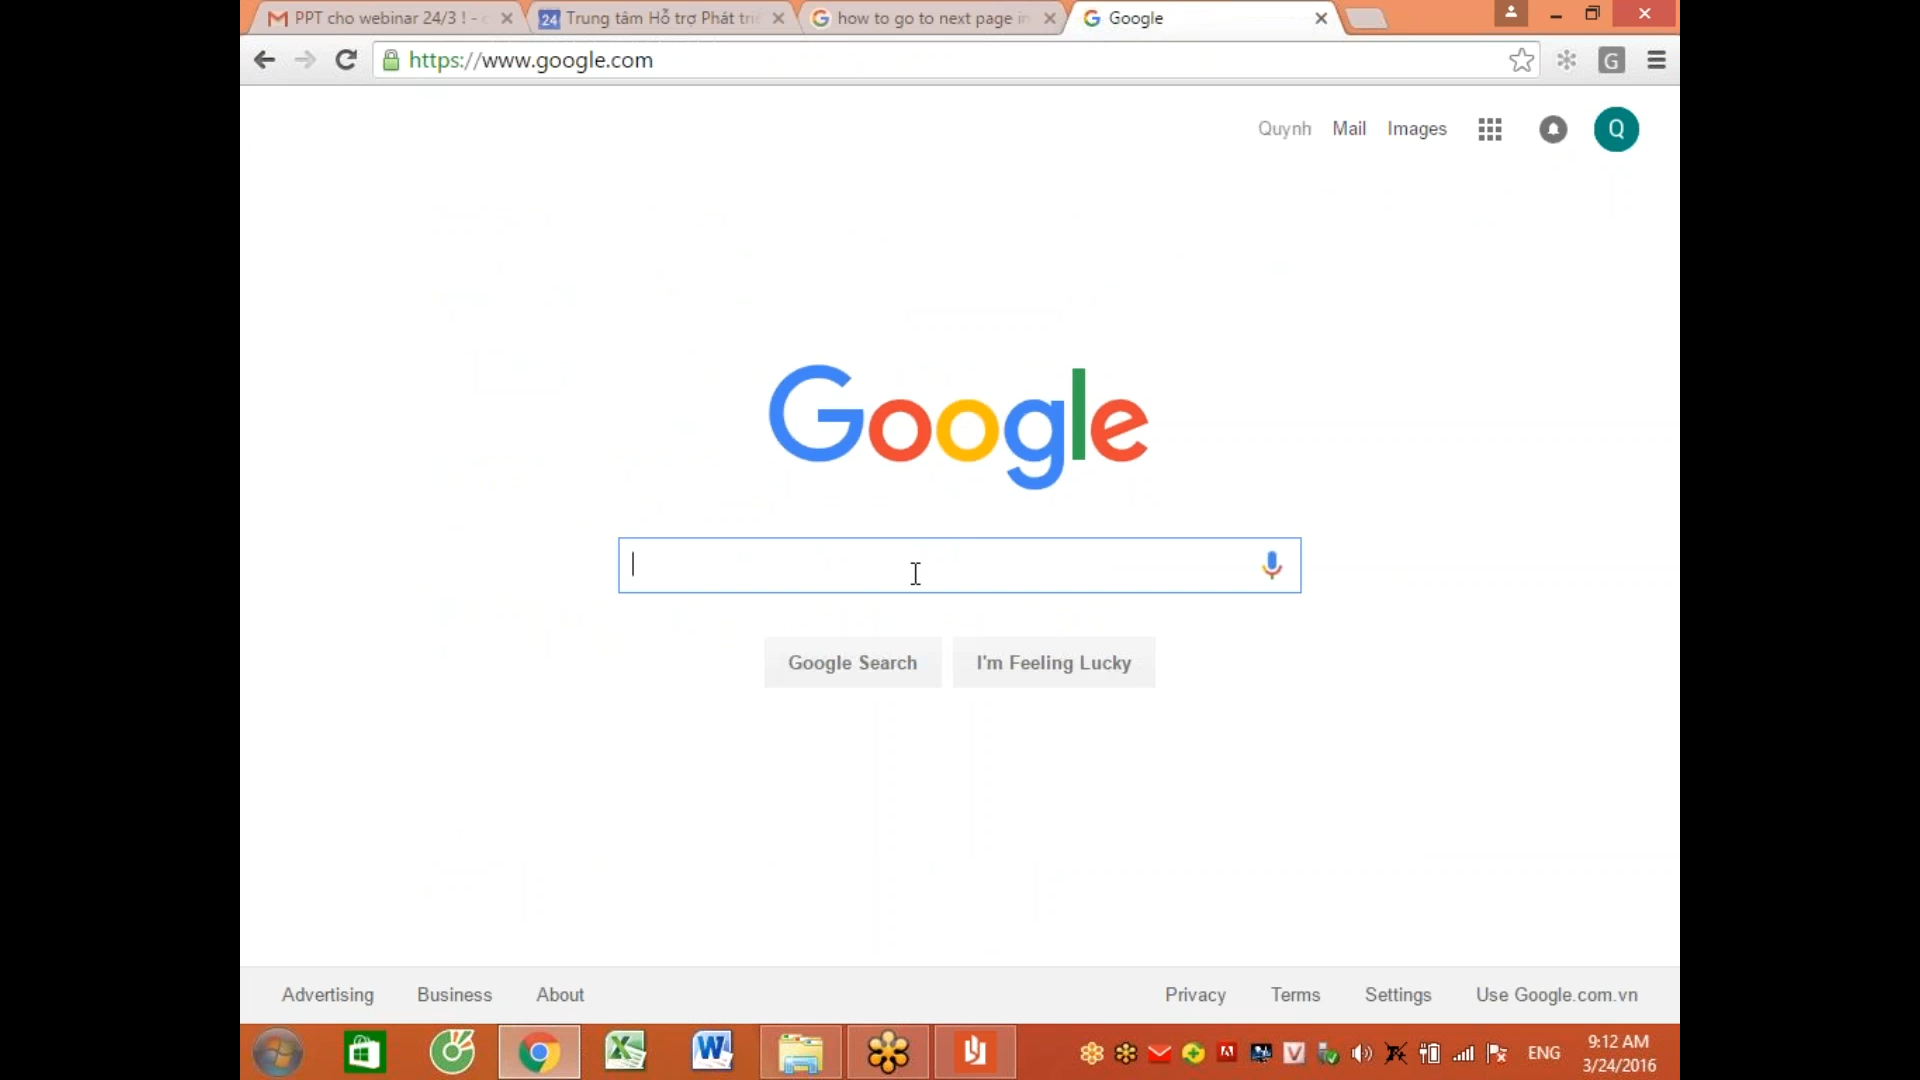 PPT cho webinar 24/3 ! -
24 Trung tâm Hỗ trợ Phát triể
how to go to next page in
Google
https://www.google.com
G
Quynh Mail Images Q
Google
Google Search I'm Feeling Lucky
Advertising Business About Privacy Terms Settings Use Google.com.vn
ENG
9:12 AM
3/24/2016